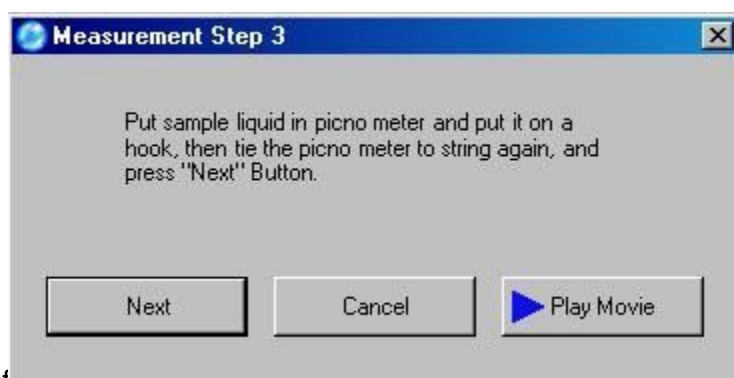 Measurement Step 3
Put sample liquid in picno meter and put it on a
hook, then tie the picno meter to string again, and
press "Next" Button.
Next Cancel Play Movie